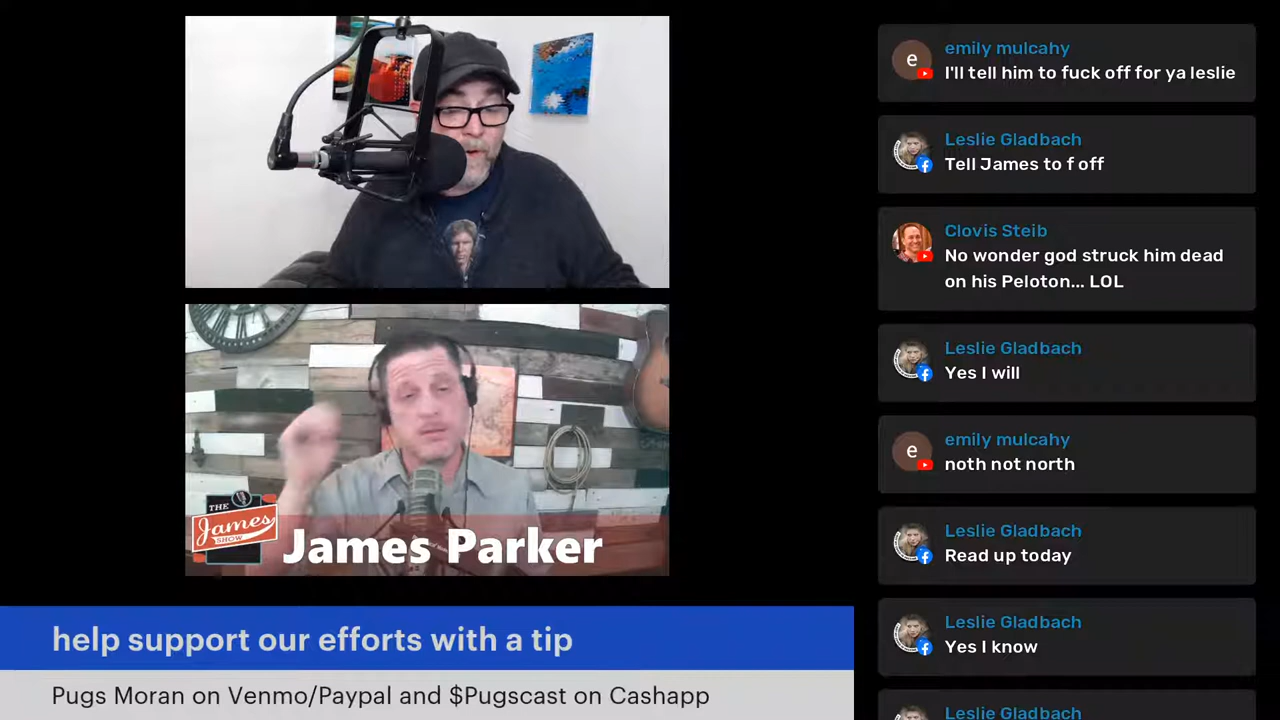 THE
James
SHOW
James Parker
help support our efforts with a tip
Pugs Moran on Venmo/Paypal and $Pugscast on Cashapp
emily mulcahy
e
I'll tell him to fuck off for ya leslie
Leslie Gladbach
Tell James to f off
Clovis Steib
No wonder god struck him dead
on his Peloton... LOL
Leslie Gladbach
Yes I will
emily mulcahy
e
noth not north
Leslie Gladbach
Read up today
Leslie Gladbach
Yes I know
Leslie Gladbach